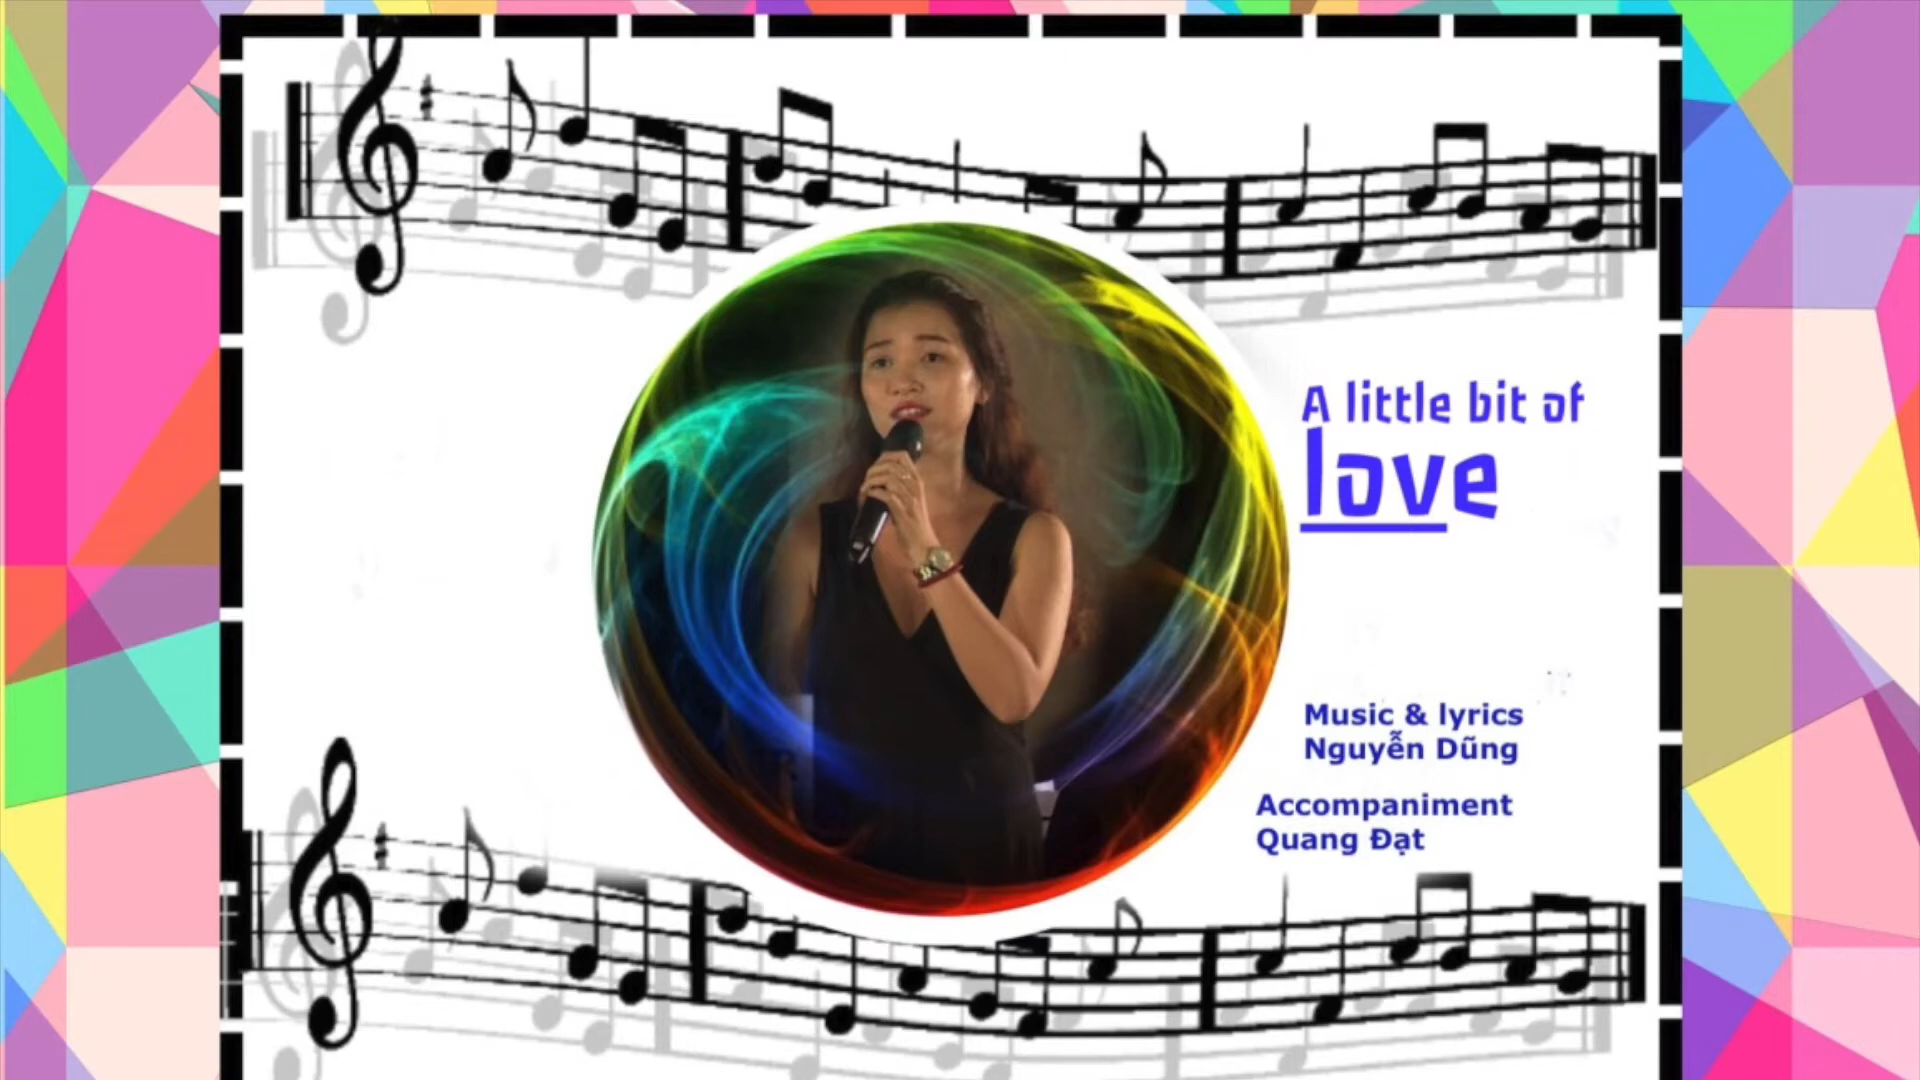 A little bit of
love
Music & lyrics
Nguyễn Dũng
Accompaniment
Quang Đạt